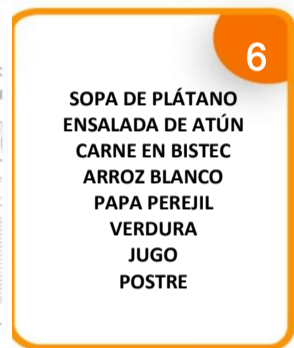 6
SOPA DE PLÁTANO
ENSALADA DE ATÚN
CARNE EN BISTEC
ARROZ BLANCO
PAPA PEREJIL
VERDURA
JUGO
POSTRE